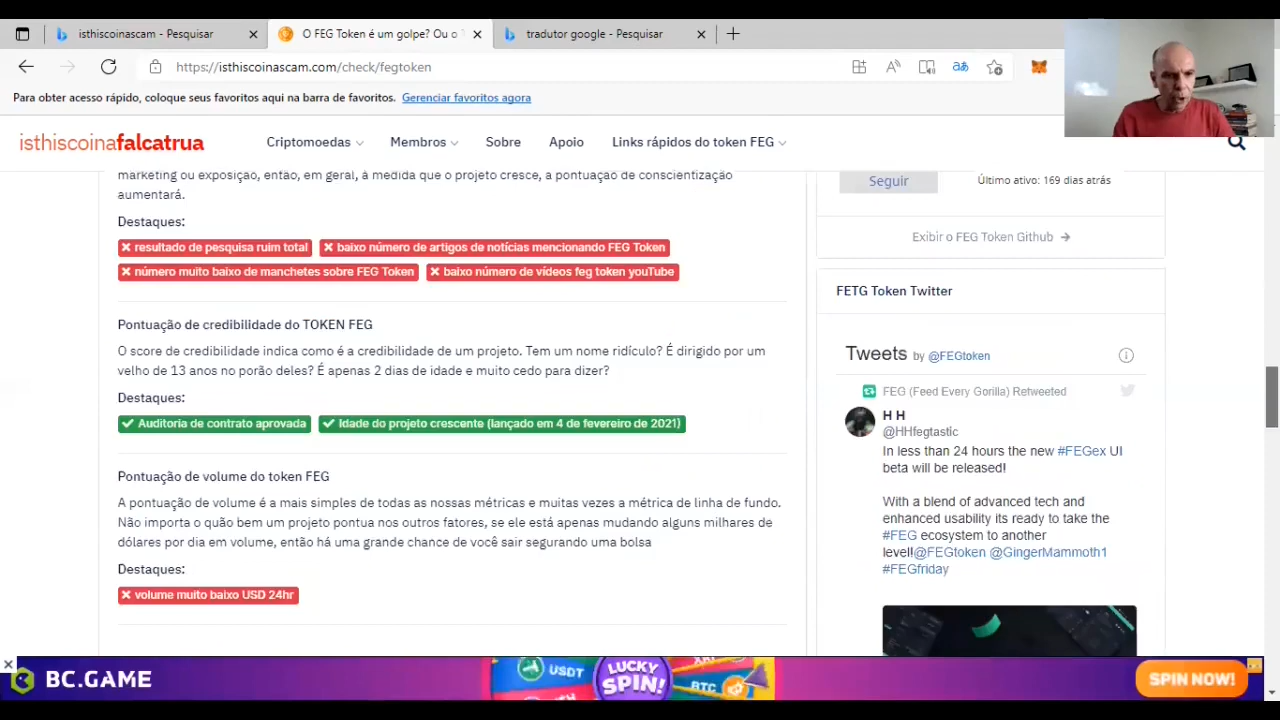 isthiscoinascam - Pesquisar
O FEG Token é um golpe? Ou o T
tradutor google - Pesquisar
https://isthiscoinascam.com/check/fegtoken
Para obter acesso rápido, coloque seus favoritos aqui na barra de favoritos. Gerenciar favoritos agora
isthiscoinafalcatrua
Criptomoedas
Membros
Sobre
Apoio
Links rápidos do token FEG
marketing ou exposição, então, em geral, à medida que o projeto cresce, a pontuação de conscientização
aumentará.
Destaques:
resultado de pesquisa ruim total
baixo número de artigos de notícias mencionando FEG Token
número muito baixo de manchetes sobre FEG Token
baixo número de vídeos feg token youTube
Pontuação de credibilidade do TOKEN FEG
O score de credibilidade indica como é a credibilidade de um projeto. Tem um nome ridículo? É dirigido por um
velho de 13 anos no porão deles? É apenas 2 dias de idade e muito cedo para dizer?
Destaques:
Auditoria de contrato aprovada
Idade do projeto crescente (lançado em 4 de fevereiro de 2021)
Pontuação de volume do token FEG
A pontuação de volume é a mais simples de todas as nossas métricas e muitas vezes a métrica de linha de fundo.
Não importa o quão bem um projeto pontua nos outros fatores, se ele está apenas mudando alguns milhares de
dólares por dia em volume, então há uma grande chance de você sair segurando uma bolsa
Destaques:
volume muito baixo USD 24hr
Seguir
Último ativo: 169 dias atrás
Exibir o FEG Token Github
FETG Token Twitter
Tweets by @FEGtoken
FEG (Feed Every Gorilla) Retweeted
H H
@HHfegtastic
In less than 24 hours the new #FEGex UI
beta will be released!
With a blend of advanced tech and
enhanced usability its ready to take the
#FEG ecosystem to another
level!@FEGtoken @GingerMammoth1
#FEGfriday
BC.GAME
USDT
LUCKY
SPIN!
BTC
SPIN NOW!